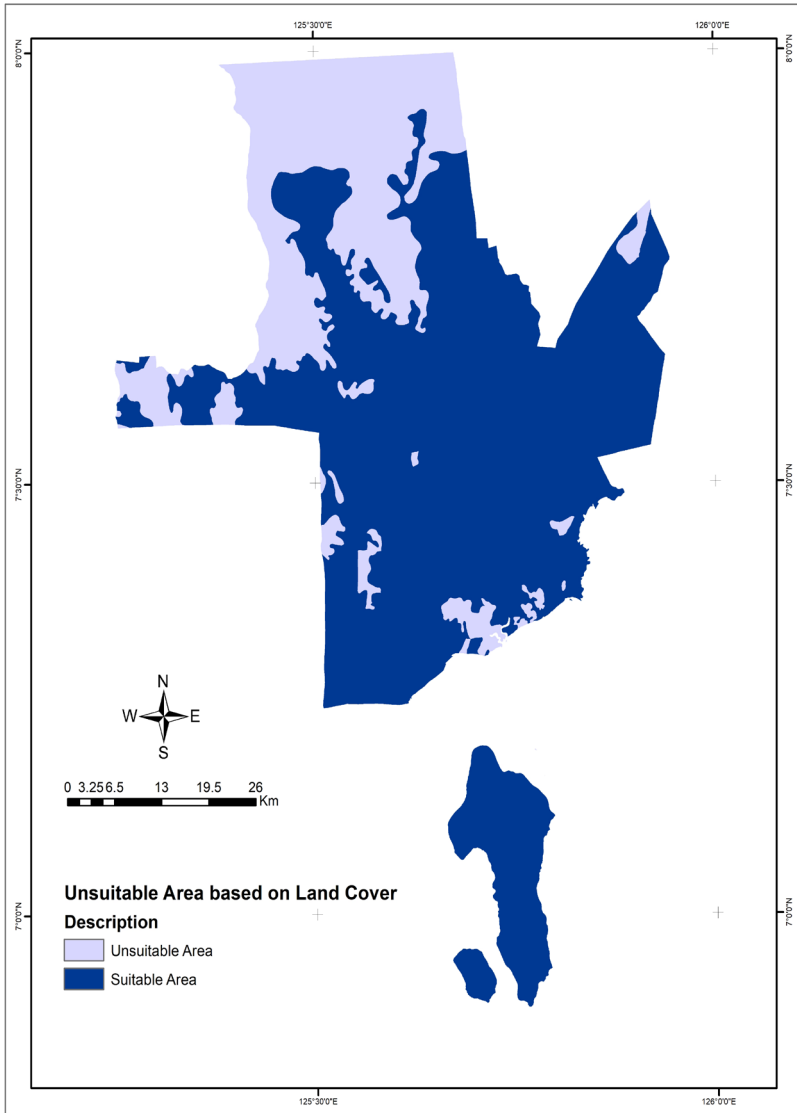 125°30'0"E 126°0'0"E
8°0'0"N 8°0'0"N
7°30'0"N 7°30'0"N
N
W E
S
0 3.25 6.5 13 19.5 26
Km
Unsuitable Area based on Land Cover
Description
Unsuitable Area
Suitable Area
7°0'0"N 7°0'0"N
125°30'0"E 126°0'0"E